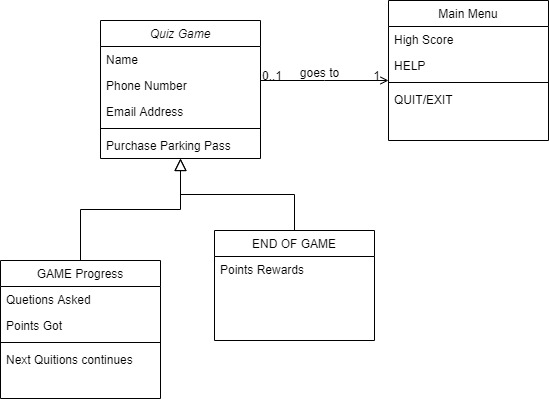 Quiz Game
Name
Phone Number
Email Address
Purchase Parking Pass
0..1
goes to
1
Main Menu
High Score
HELP
QUIT/EXIT
GAME Progress
Quetions Asked
Points Got
Next Quitions continues
END OF GAME
Points Rewards